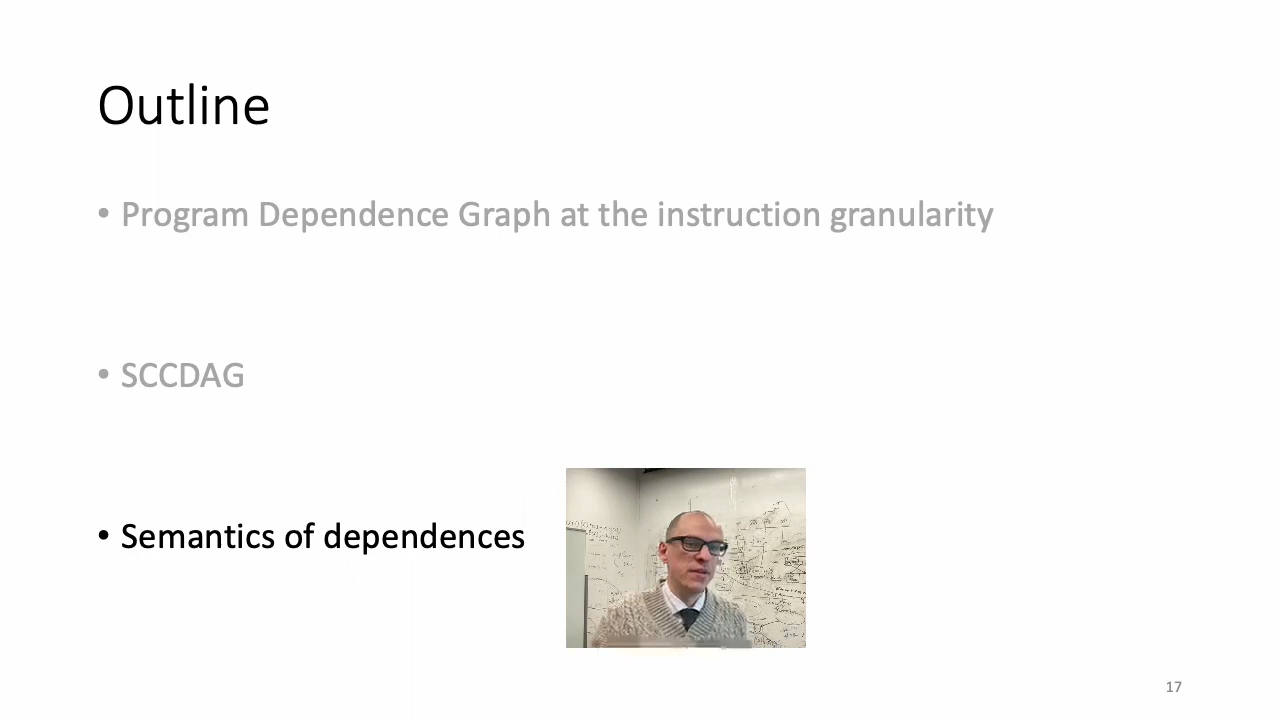 Outline
• Program Dependence Graph at the instruction granularity
• SCCDAG
• Semantics of dependences
17